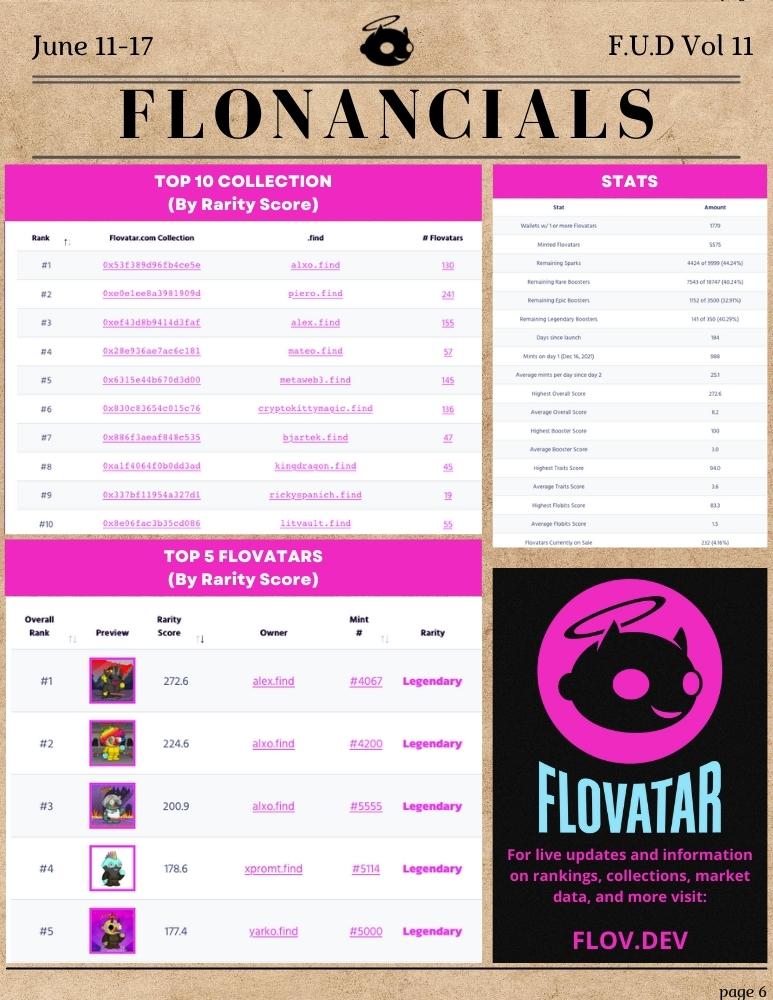 June 11-17
F.U.D Vol 11
FLONANCIALS
TOP 10 COLLECTION
(By Rarity Score)
Rank ↑↓ Flovatar.com Collection .find # Flovatars
#1 0x53f389d96fb4ce5e alxo.find 130
#2 0xe0e1ee8a3981909d piero.find 241
#3 0xef43d8b9414d3faf alex.find 155
#4 0x28e936ae7ac6c181 mateo.find 57
#5 0x6315e44b670d3d00 metaweb3.find 145
#6 0x830c83654c015c76 cryptokittymagic.find 136
#7 0x886f3aeaf848c535 bjartek.find 47
#8 0xa1f4064f0b0dd3ad kingdragon.find 45
#9 0x337bf11954a327d1 rickyspanich.find 19
#10 0x8e06fac3b35cd086 litvault.find 55
STATS
Stat Amount
Wallets w/ 1 or more Flovatars 1779
Minted Flovatars 5575
Remaining Sparks 4424 of 9999 (44.24%)
Remaining Rare Boosters 7543 of 18747 (40.24%)
Remaining Epic Boosters 1152 of 3500 (32.91%)
Remaining Legendary Boosters 141 of 350 (40.29%)
Days since launch 184
Mints on day 1 (Dec 16, 2021) 988
Average mints per day since day 2 25.1
Highest Overall Score 272.6
Average Overall Score 8.2
Highest Booster Score 100
Average Booster Score 3.0
Highest Traits Score 94.0
Average Traits Score 3.6
Highest Flobits Score 83.3
Average Flobits Score 1.5
Flovatars Currently on Sale 232 (4.16%)
TOP 5 FLOVATARS
(By Rarity Score)
Overall Rank ↑↓ Preview Rarity Score ↑↓ Owner Mint # ↑↓ Rarity
#1 272.6 alex.find #4067 Legendary
#2 224.6 alxo.find #4200 Legendary
#3 200.9 alxo.find #5555 Legendary
#4 178.6 xpromt.find #5114 Legendary
#5 177.4 yarko.find #5000 Legendary
FLOVATAR
For live updates and information
on rankings, collections, market
data, and more visit:
FLOV.DEV
page 6